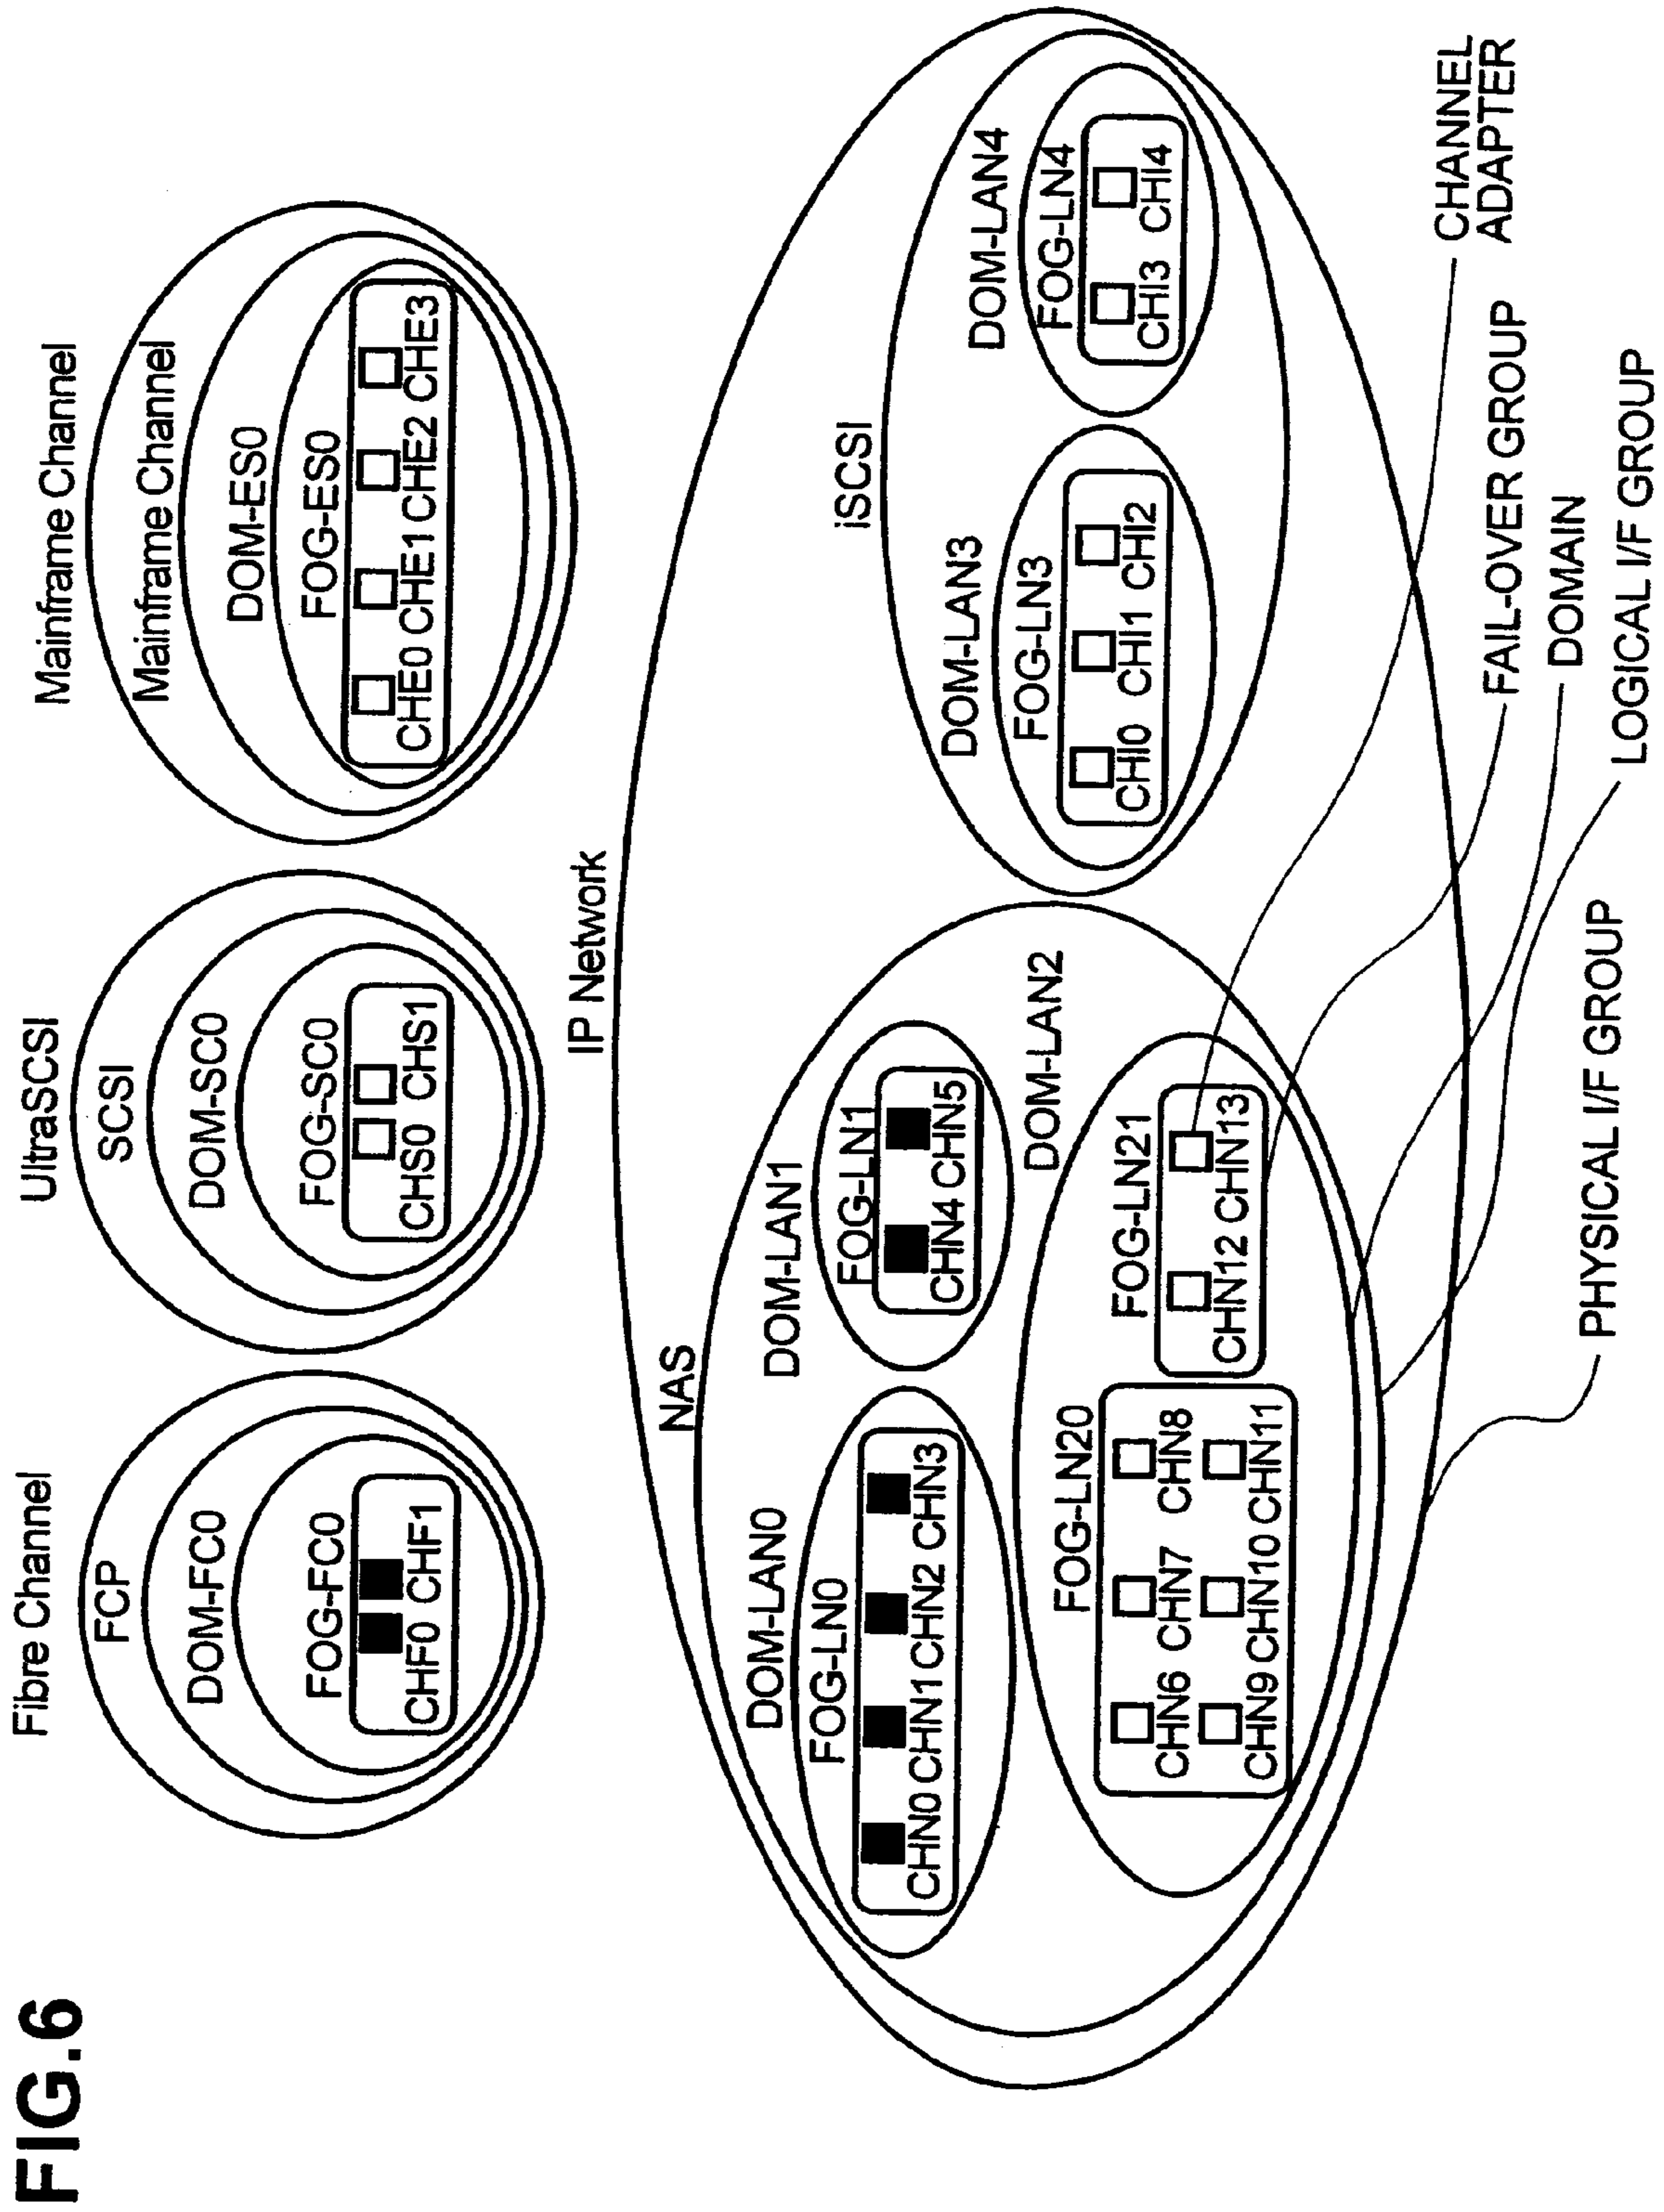 FIG.6
Fibre Channel
FCP
DOM-FC0
FOG-FC0
CHF0 CHF1
UltraSCSI
SCSI
DOM-SC0
FOG-SC0
CHS0 CHS1
Mainframe Channel
Mainframe Channel
DOM-ES0
FOG-ES0
CHE0 CHE1 CHE2 CHE3
IP Network
NAS
DOM-LAN0
FOG-LN0
CHN0 CHN1 CHN2 CHN3
DOM-LAN1
FOG-LN1
CHN4 CHN5
DOM-LAN2
FOG-LN20
CHN6 CHN7 CHN8
CHN9 CHN10 CHN11
FOG-LN21
CHN12 CHN13
iSCSI
DOM-LAN3
FOG-LN3
CHI0 CHI1 CHI2
DOM-LAN4
FOG-LN4
CHI3 CHI4
CHANNEL
ADAPTER
FAIL-OVER GROUP
DOMAIN
LOGICAL I/F GROUP
PHYSICAL I/F GROUP